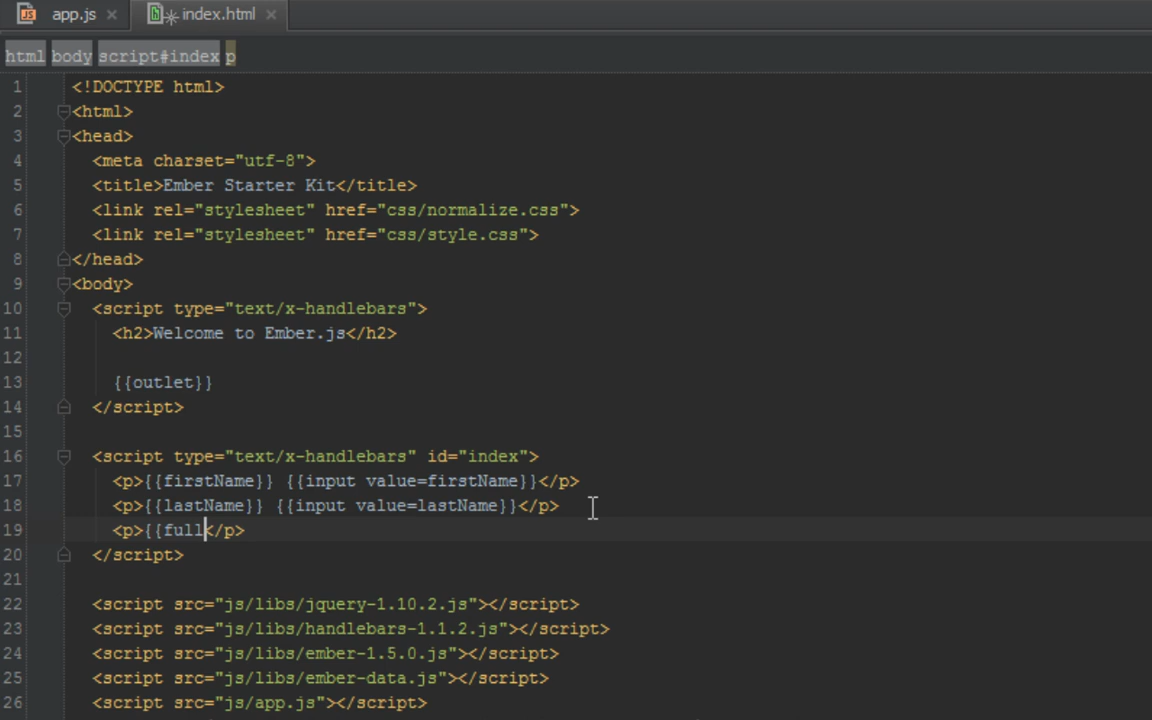 app.js index.html
html body script#index p
1 <!DOCTYPE html>
2 <html>
3 <head>
4 <meta charset="utf-8">
5 <title>Ember Starter Kit</title>
6 <link rel="stylesheet" href="css/normalize.css">
7 <link rel="stylesheet" href="css/style.css">
8 </head>
9 <body>
10 <script type="text/x-handlebars">
11 <h2>Welcome to Ember.js</h2>
12
13 {{outlet}}
14 </script>
15
16 <script type="text/x-handlebars" id="index">
17 <p>{{firstName}} {{input value=firstName}}</p>
18 <p>{{lastName}} {{input value=lastName}}</p>
19 <p>{{full</p>
20 </script>
21
22 <script src="js/libs/jquery-1.10.2.js"></script>
23 <script src="js/libs/handlebars-1.1.2.js"></script>
24 <script src="js/libs/ember-1.5.0.js"></script>
25 <script src="js/libs/ember-data.js"></script>
26 <script src="js/app.js"></script>